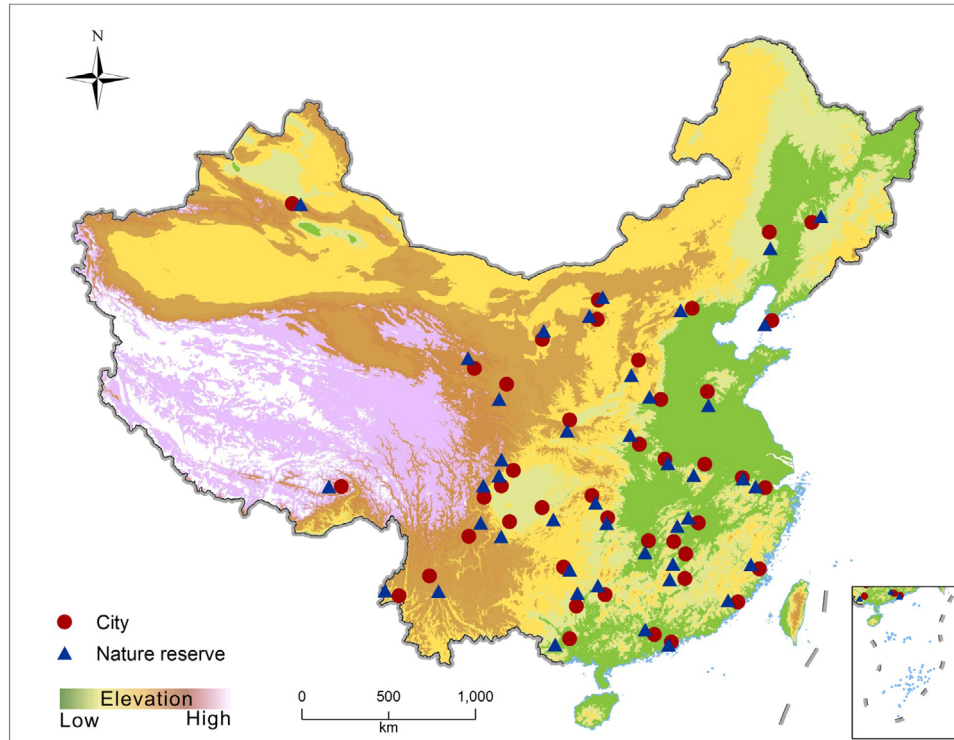 N
City
Nature reserve
Elevation
Low High
0 500 1,000
km